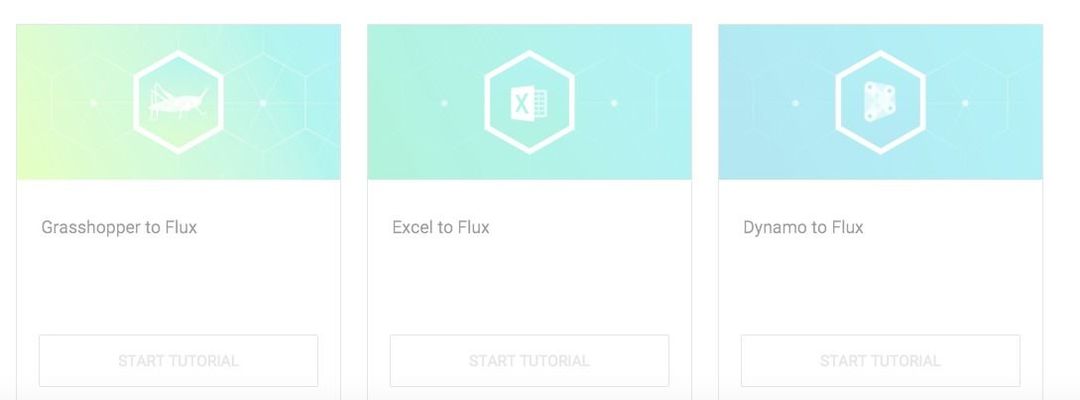 X
Grasshopper to Flux
Excel to Flux
Dynamo to Flux
START TUTORIAL
START TUTORIAL
START TUTORIAL